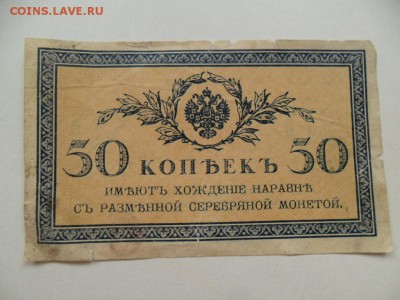 COINS.LAVE.RU
50 КОПѢЕКЪ 50
ИМѢЮТЪ ХОЖДЕНІЕ НАРАВНѢ
СЪ РАЗМѢННОЙ СЕРЕБРЯНОЙ МОНЕТОЙ.